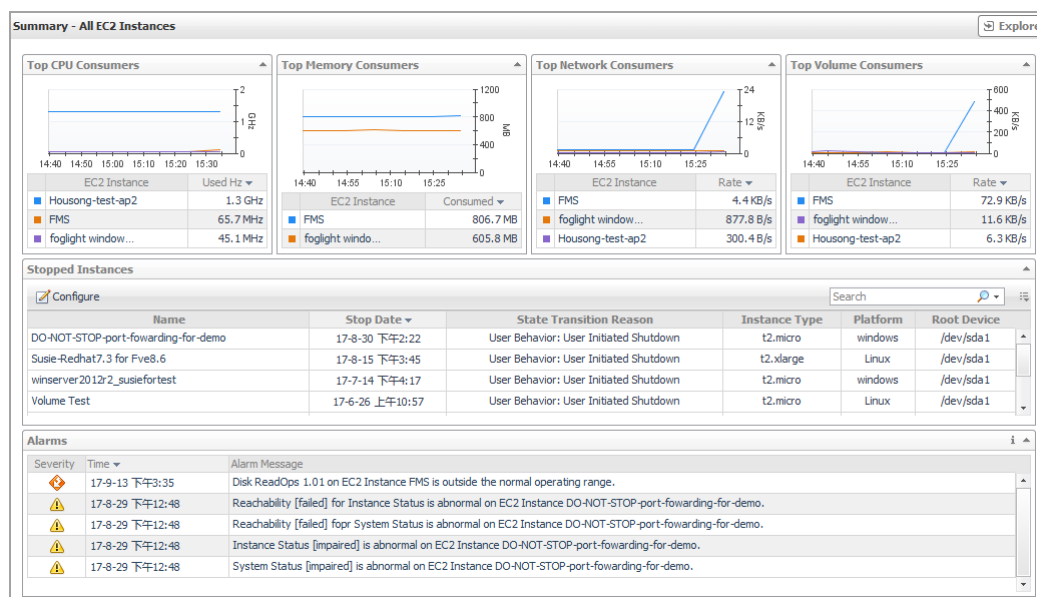 Summary - All EC2 Instances
Explore
Top CPU Consumers
2
1
0
GHz
14:40 14:50 15:00 15:10 15:20 15:30
EC2 Instance Used Hz
Housong-test-ap2 1.3 GHz
FMS 65.7 MHz
foglight window... 45.1 MHz
Top Memory Consumers
1200
800
400
0
MB
14:40 14:55 15:10 15:25
EC2 Instance Consumed
FMS 806.7 MB
foglight windo... 605.8 MB
Top Network Consumers
24
12
0
KB/s
14:40 14:55 15:10 15:25
EC2 Instance Rate
FMS 4.4 KB/s
foglight window... 877.8 B/s
Housong-test-ap2 300.4 B/s
Top Volume Consumers
600
400
200
0
KB/s
14:40 14:55 15:10 15:25
EC2 Instance Rate
FMS 72.9 KB/s
foglight window... 11.6 KB/s
Housong-test-ap2 6.3 KB/s
Stopped Instances
Configure
Search
Name Stop Date State Transition Reason Instance Type Platform Root Device
DO-NOT-STOP-port-fowarding-for-demo 17-8-30 下午2:22 User Behavior: User Initiated Shutdown t2.micro windows /dev/sda1
Susie-Redhat7.3 for Fve8.6 17-8-15 下午3:45 User Behavior: User Initiated Shutdown t2.xlarge Linux /dev/sda1
winserver2012r2_susiefortest 17-7-14 下午4:17 User Behavior: User Initiated Shutdown t2.micro windows /dev/sda1
Volume Test 17-6-26 上午10:57 User Behavior: User Initiated Shutdown t2.micro Linux /dev/sda1
Alarms
Severity Time Alarm Message
17-9-13 下午3:35 Disk ReadOps 1.01 on EC2 Instance FMS is outside the normal operating range.
17-8-29 下午12:48 Reachability [failed] for Instance Status is abnormal on EC2 Instance DO-NOT-STOP-port-fowarding-for-demo.
17-8-29 下午12:48 Reachability [failed] fopr System Status is abnormal on EC2 Instance DO-NOT-STOP-port-fowarding-for-demo.
17-8-29 下午12:48 Instance Status [impaired] is abnormal on EC2 Instance DO-NOT-STOP-port-fowarding-for-demo.
17-8-29 下午12:48 System Status [impaired] is abnormal on EC2 Instance DO-NOT-STOP-port-fowarding-for-demo.